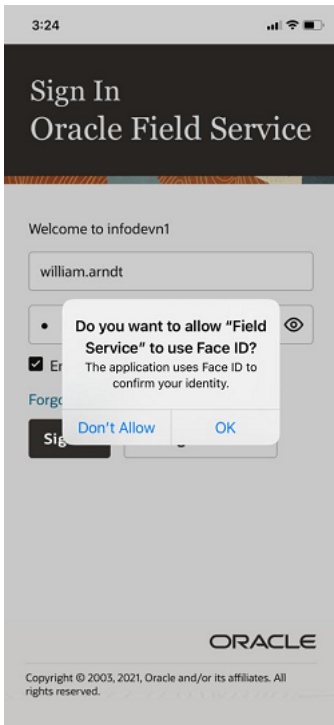 3:24
Sign In
Oracle Field Service
Welcome to infodevn1
william.arndt
Do you want to allow “Field
Service” to use Face ID?
The application uses Face ID to
confirm your identity.
Don't Allow
OK
ORACLE
Copyright © 2003, 2021, Oracle and/or its affiliates. All
rights reserved.